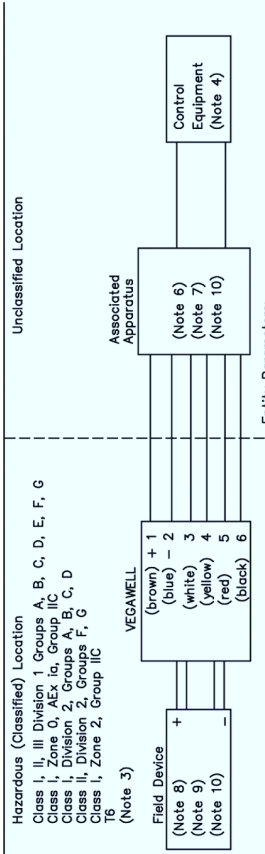 Hazardous (Classified) Location
Class I, II, III Division 1 Groups A, B, C, D, E, F, G
Class I, Zone 0, AEx ia, Group IIC
Class I, Division 2, Groups A, B, C, D
Class II, Division 2, Groups F, G
Class I, Zone 2, Group IIC
T6
(Note 3)
Unclassified Location
Field Device
(Note 8) +
(Note 9)
(Note 10) −
VEGAWELL
(brown) + 1
(blue) − 2
(white) 3
(yellow) 4
(red) 5
(black) 6
Associated
Apparatus
(Note 6)
(Note 7)
(Note 10)
Control
Equipment
(Note 4)